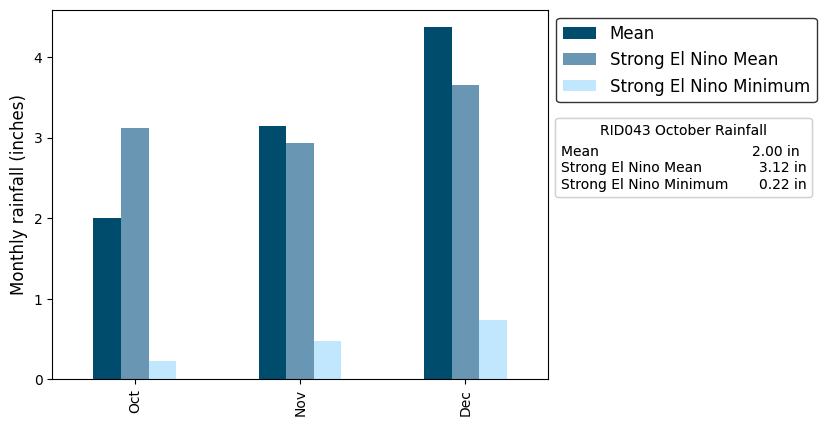 Monthly rainfall (inches)
4
3
2
1
0
Oct
Nov
Dec
Mean
Strong El Nino Mean
Strong El Nino Minimum
RID043 October Rainfall
Mean 2.00 in
Strong El Nino Mean 3.12 in
Strong El Nino Minimum 0.22 in